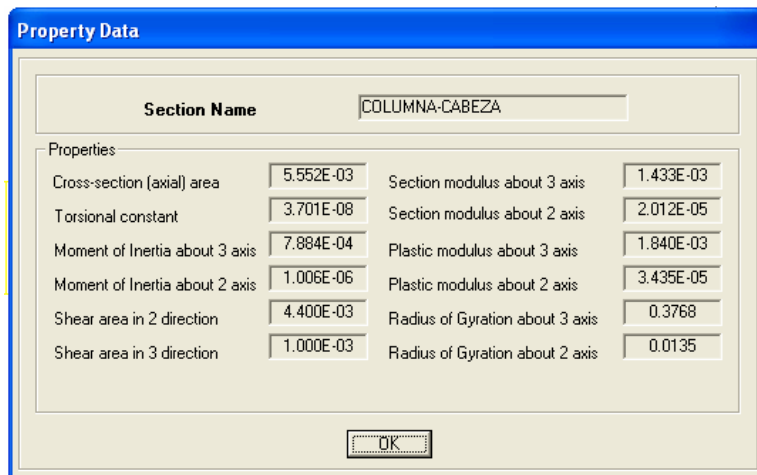 Property Data
Section Name COLUMNA-CABEZA
Properties
Cross-section (axial) area 5.552E-03 Section modulus about 3 axis 1.433E-03
Torsional constant 3.701E-08 Section modulus about 2 axis 2.012E-05
Moment of Inertia about 3 axis 7.884E-04 Plastic modulus about 3 axis 1.840E-03
Moment of Inertia about 2 axis 1.006E-06 Plastic modulus about 2 axis 3.435E-05
Shear area in 2 direction 4.400E-03 Radius of Gyration about 3 axis 0.3768
Shear area in 3 direction 1.000E-03 Radius of Gyration about 2 axis 0.0135
OK